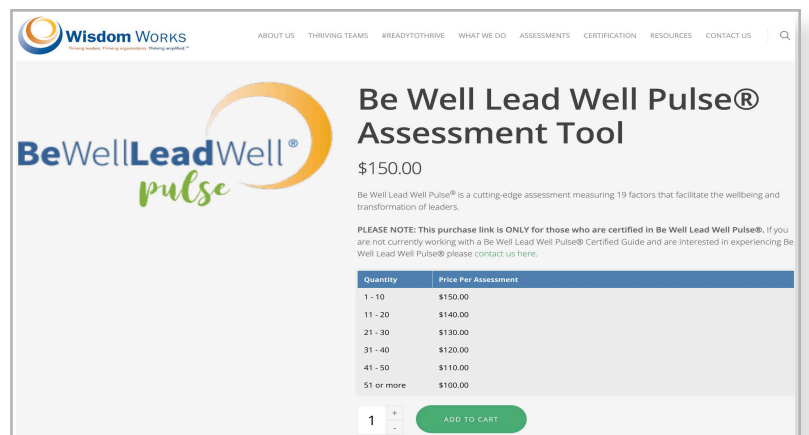 Wisdom Works
Thriving leaders. Thriving organizations. Thriving amplified.™
ABOUT US THRIVING TEAMS #READYTOTHRIVE WHAT WE DO ASSESSMENTS CERTIFICATION RESOURCES CONTACT US
BeWellLeadWell®
pulse
Be Well Lead Well Pulse®
Assessment Tool
$150.00
Be Well Lead Well Pulse® is a cutting-edge assessment measuring 19 factors that facilitate the wellbeing and
transformation of leaders.
PLEASE NOTE: This purchase link is ONLY for those who are certified in Be Well Lead Well Pulse®. If you
are not currently working with a Be Well Lead Well Pulse® Certified Guide and are interested in experiencing Be
Well Lead Well Pulse® please contact us here.
Quantity Price Per Assessment
1 - 10 $150.00
11 - 20 $140.00
21 - 30 $130.00
31 - 40 $120.00
41 - 50 $110.00
51 or more $100.00
1 + - ADD TO CART